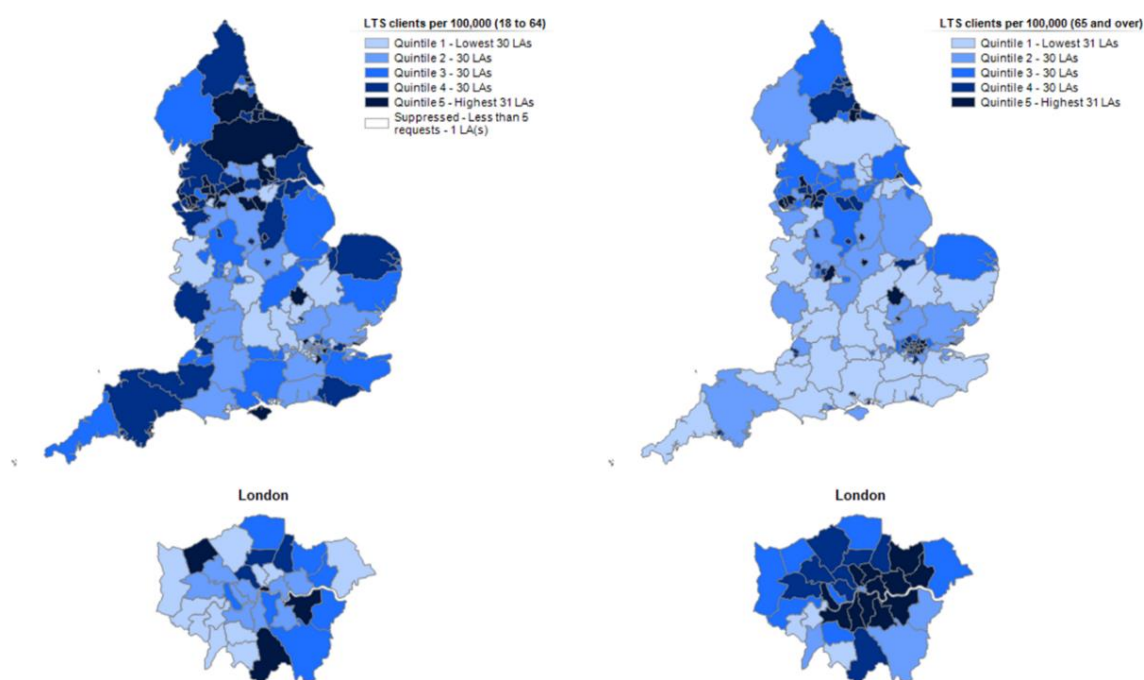 LTS clients per 100,000 (18 to 64)
Quintile 1 - Lowest 30 LAs
Quintile 2 - 30 LAs
Quintile 3 - 30 LAs
Quintile 4 - 30 LAs
Quintile 5 - Highest 31 LAs
Suppressed - Less than 5
requests - 1 LA(s)
LTS clients per 100,000 (65 and over)
Quintile 1 - Lowest 31 LAs
Quintile 2 - 30 LAs
Quintile 3 - 30 LAs
Quintile 4 - 30 LAs
Quintile 5 - Highest 31 LAs
London
London